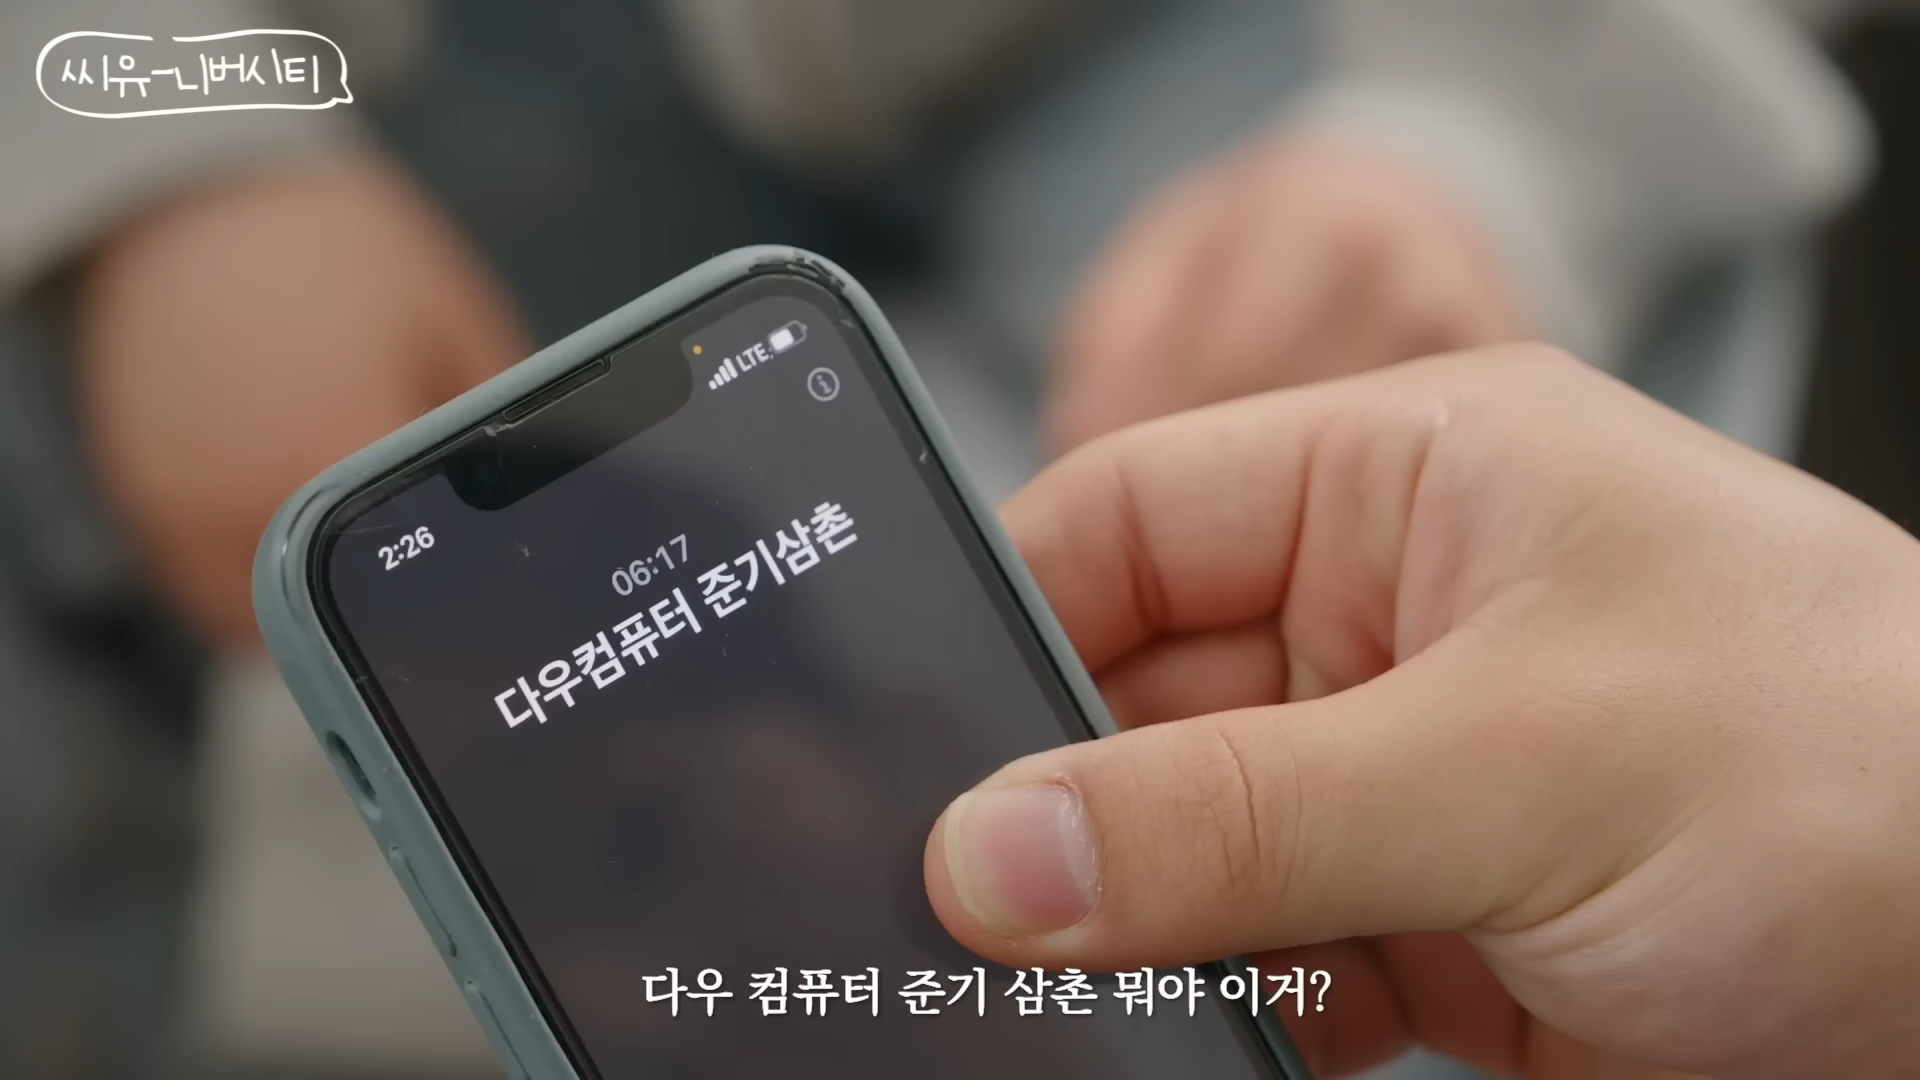 씨유-니버시티
LTE
2:26
06:17
다우컴퓨터 준기삼촌
다우 컴퓨터 준기 삼촌 뭐야 이거?